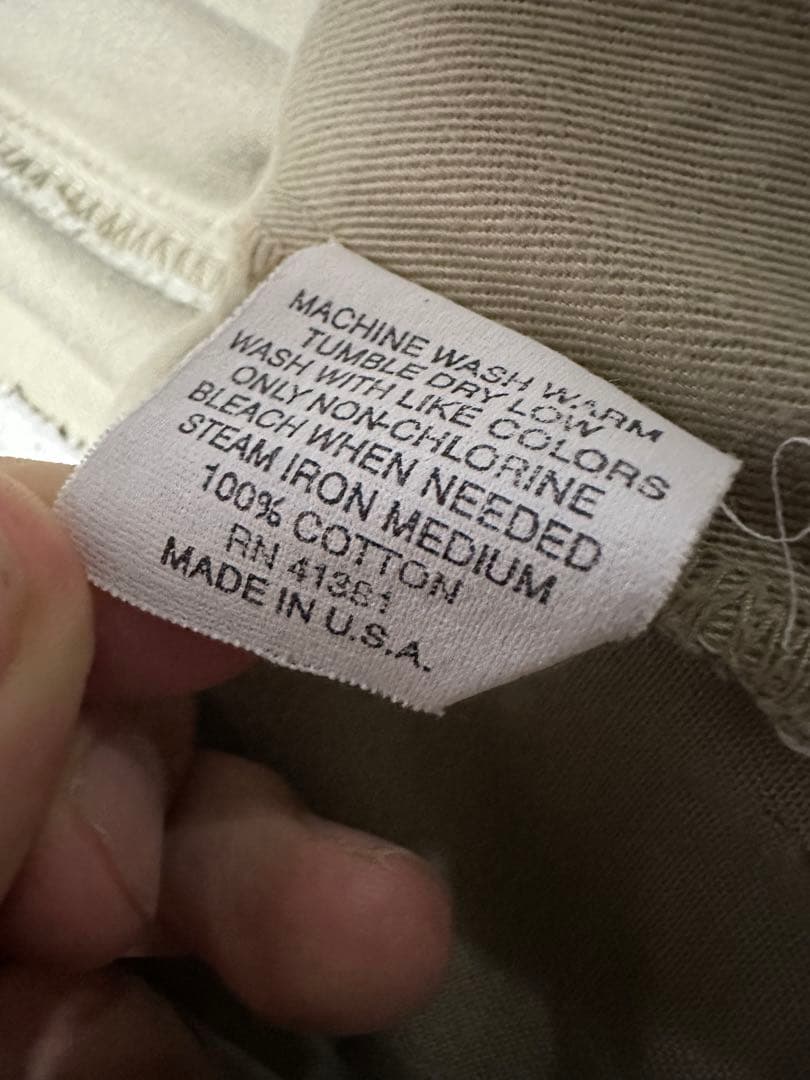 MACHINE WASH WARM
TUMBLE DRY LOW
WASH WITH LIKE COLORS
ONLY NON-CHLORINE
BLEACH WHEN NEEDED
STEAM IRON MEDIUM
100% COTTON
RN 41381
MADE IN U.S.A.